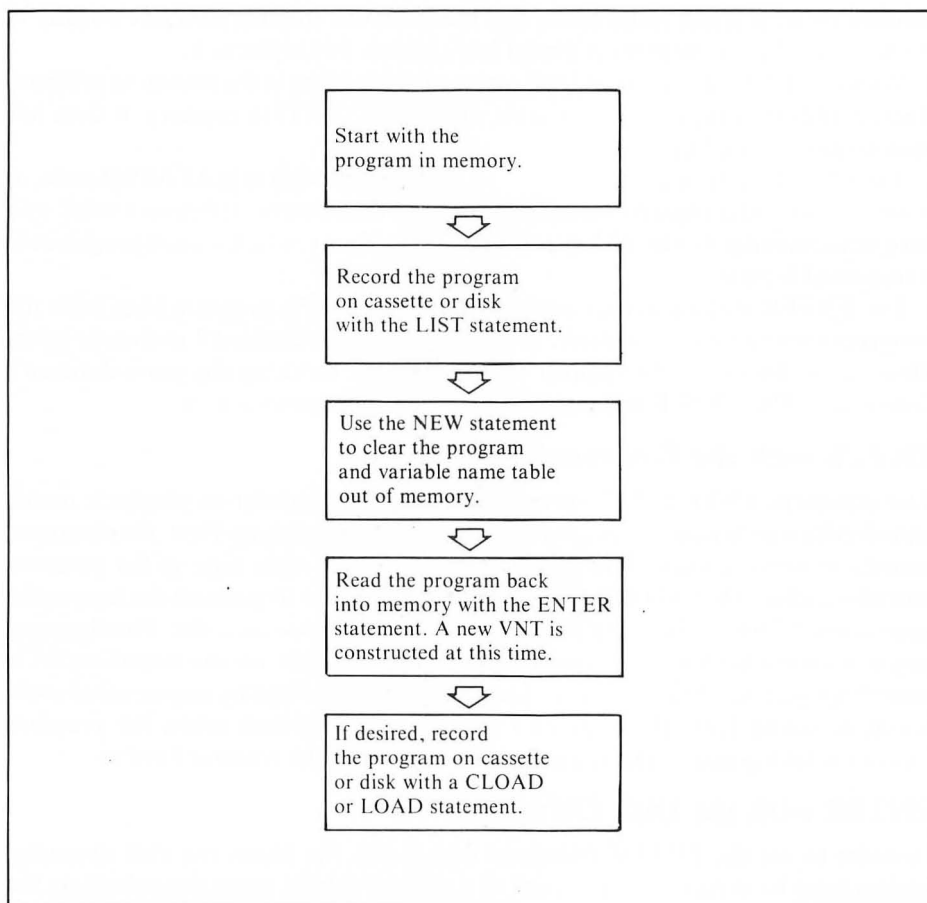 Start with the
program in memory.
Record the program
on cassette or disk
with the LIST statement.
Use the NEW statement
to clear the program
and variable name table
out of memory.
Read the program back
into memory with the ENTER
statement. A new VNT is
constructed at this time.
If desired, record
the program on cassette
or disk with a CLOAD
or LOAD statement.